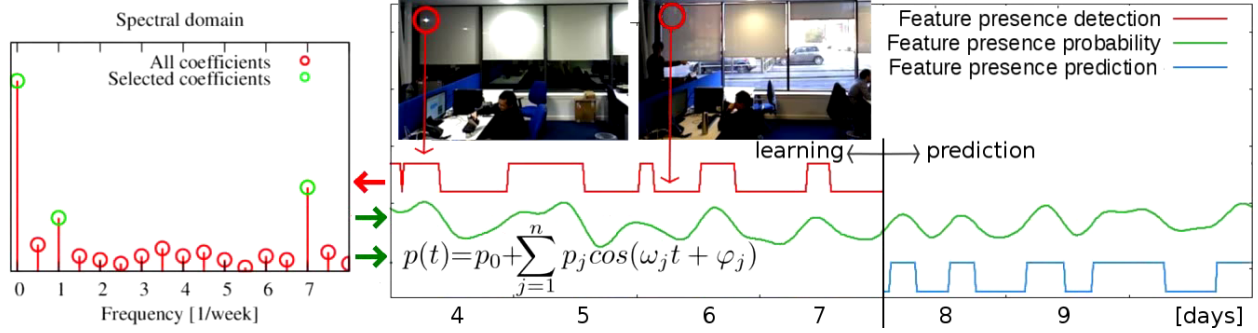 Spectral domain
All coefficients
Selected coefficients
0 1 2 3 4 5 6 7
Frequency [1/week]
Feature presence detection
Feature presence probability
Feature presence prediction
learning
prediction
p(t)=p₀+∑ⁿⱼ₌₁ pⱼcos(ωⱼt + φⱼ)
4 5 6 7 8 9 [days]